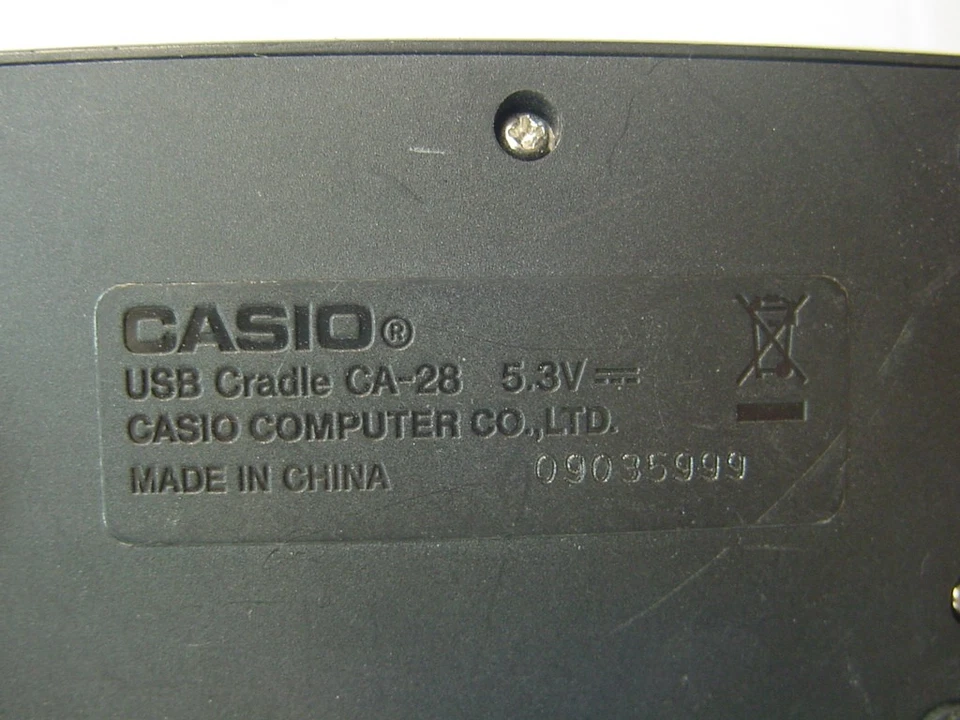 CASIO®
USB Cradle CA-28 5.3V
CASIO COMPUTER CO.,LTD.
MADE IN CHINA 09035999